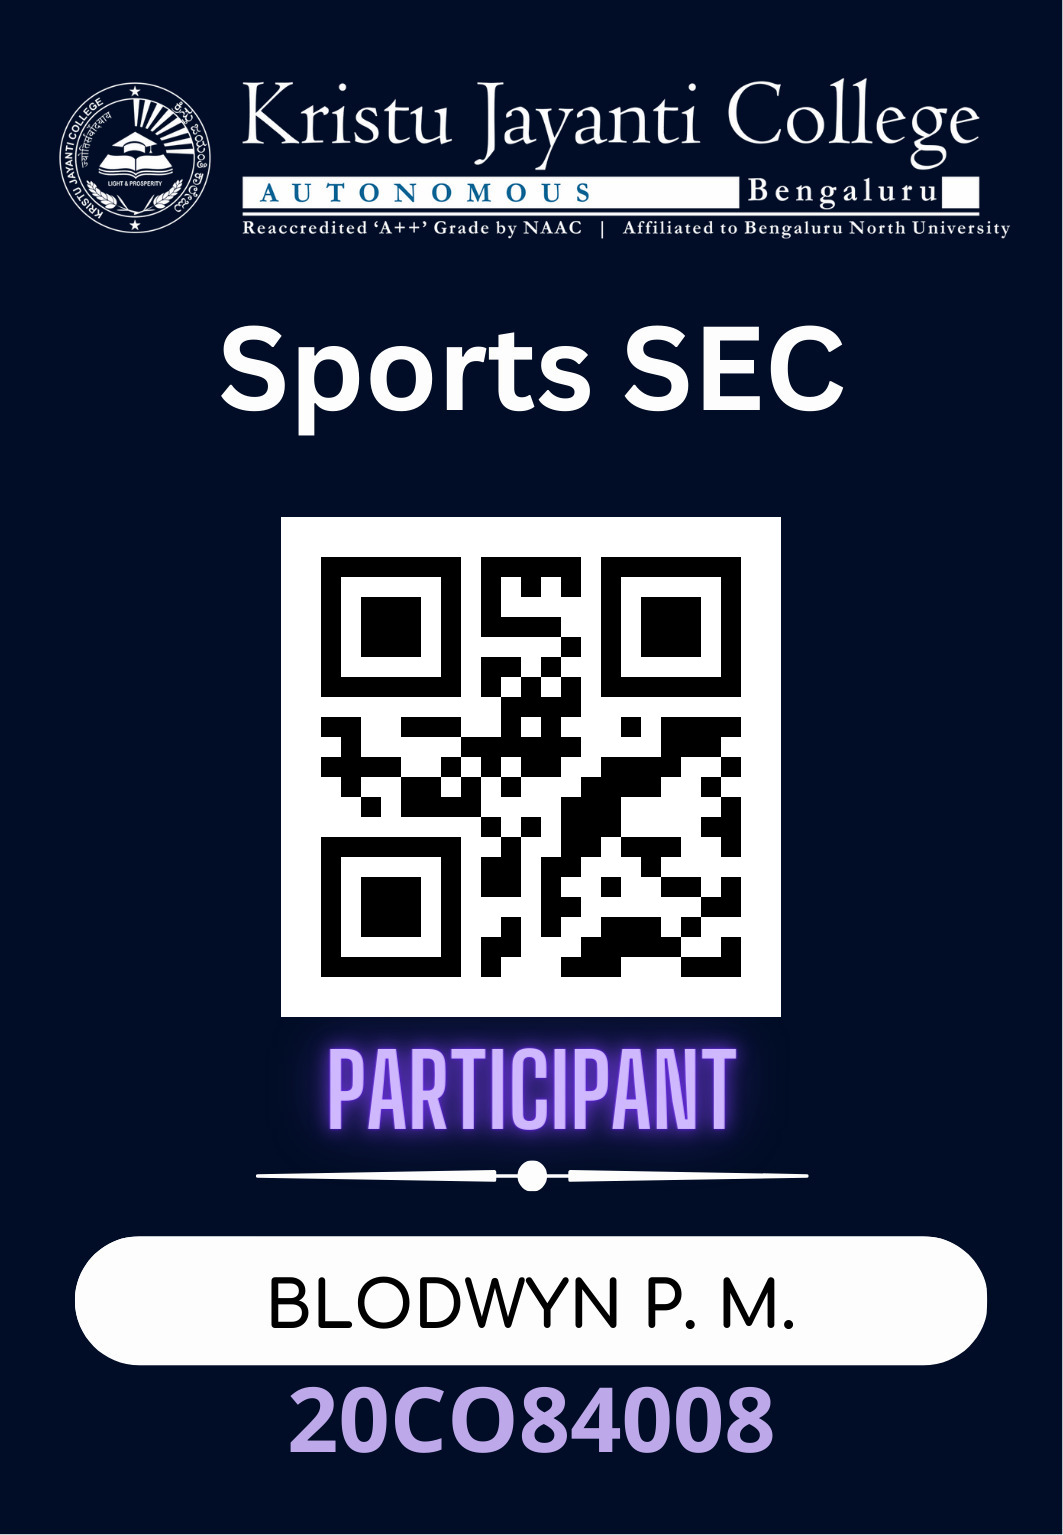 KRISTU JAYANTI COLLEGE
ಕ್ರಿಸ್ತು ಜಯಂತಿ ಕಾಲೇಜು
LIGHT & PROSPERITY
Kristu Jayanti College
AUTONOMOUS Bengaluru
Reaccredited ‘A++’ Grade by NAAC | Affiliated to Bengaluru North University
Sports SEC
PARTICIPANT
BLODWYN P. M.
20CO84008